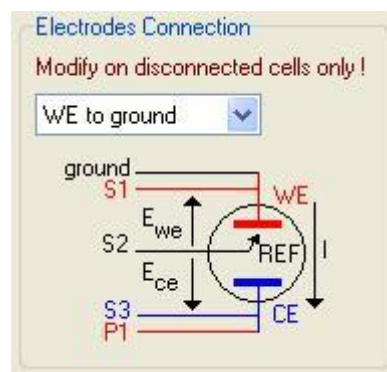 Electrodes Connection
Modify on disconnected cells only !
WE to ground
ground
S1
WE
Ewe
S2
REF
I
Ece
S3
CE
P1